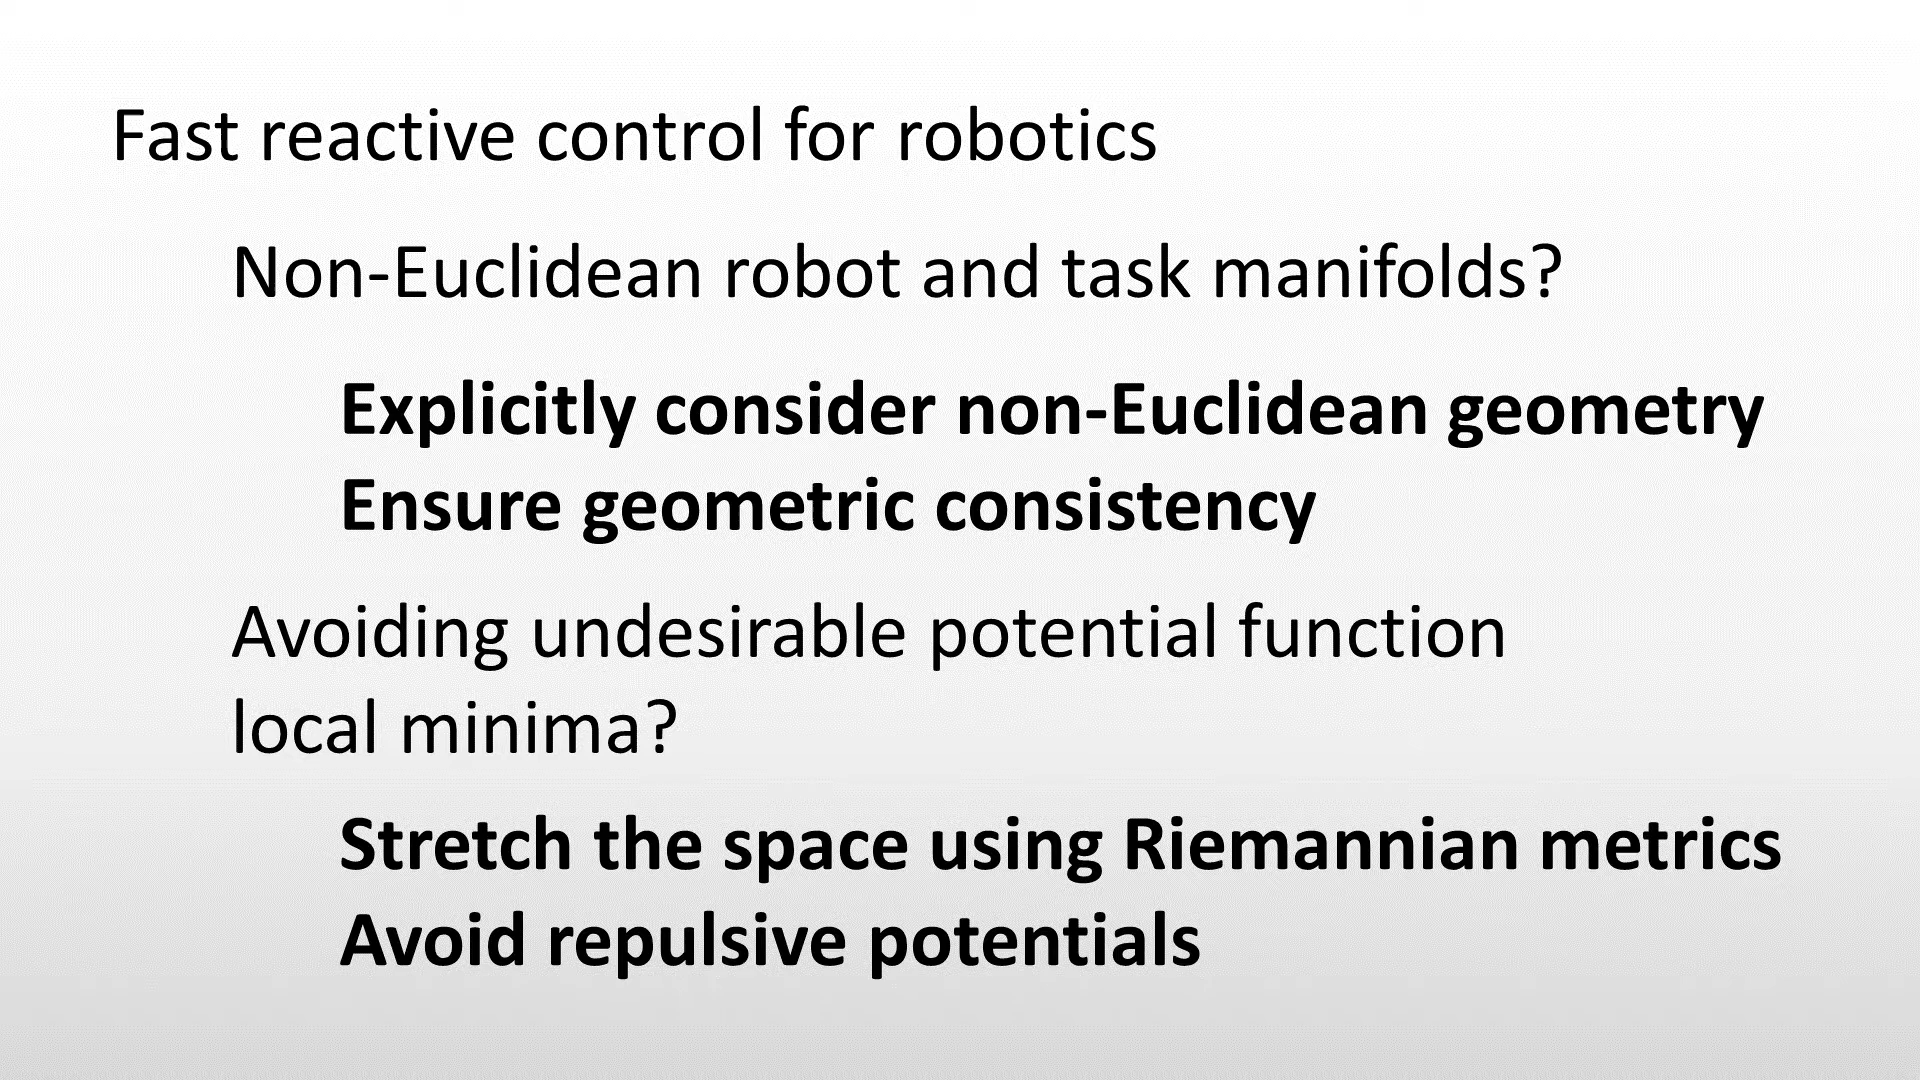 Fast reactive control for robotics
Non-Euclidean robot and task manifolds?
Explicitly consider non-Euclidean geometry
Ensure geometric consistency
Avoiding undesirable potential function
local minima?
Stretch the space using Riemannian metrics
Avoid repulsive potentials